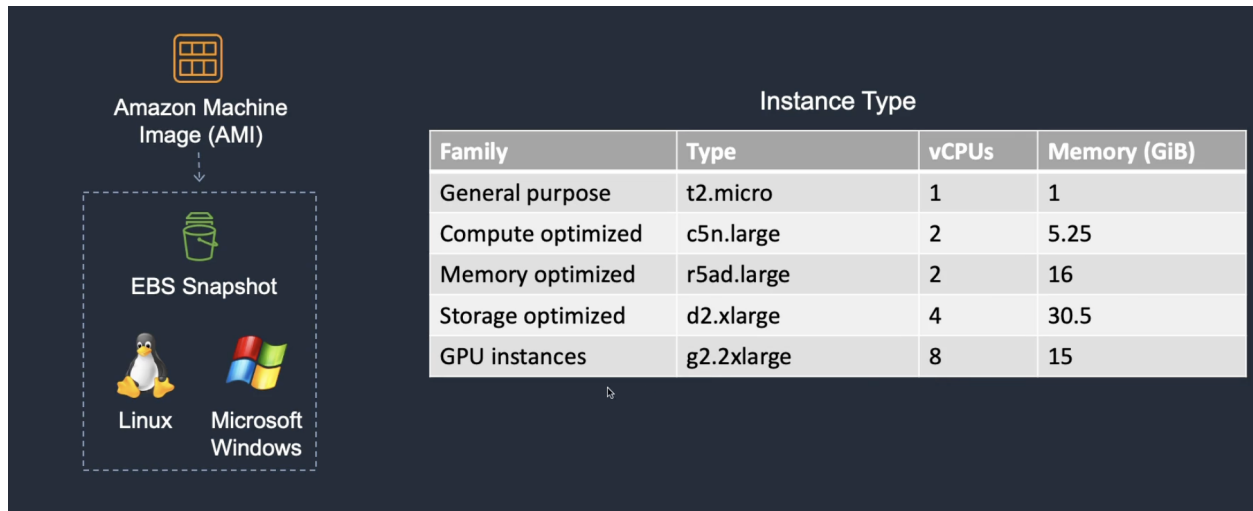 Amazon Machine
Image (AMI)
EBS Snapshot
Linux
Microsoft
Windows
Instance Type
Family Type vCPUs Memory (GiB)
General purpose t2.micro 1 1
Compute optimized c5n.large 2 5.25
Memory optimized r5ad.large 2 16
Storage optimized d2.xlarge 4 30.5
GPU instances g2.2xlarge 8 15